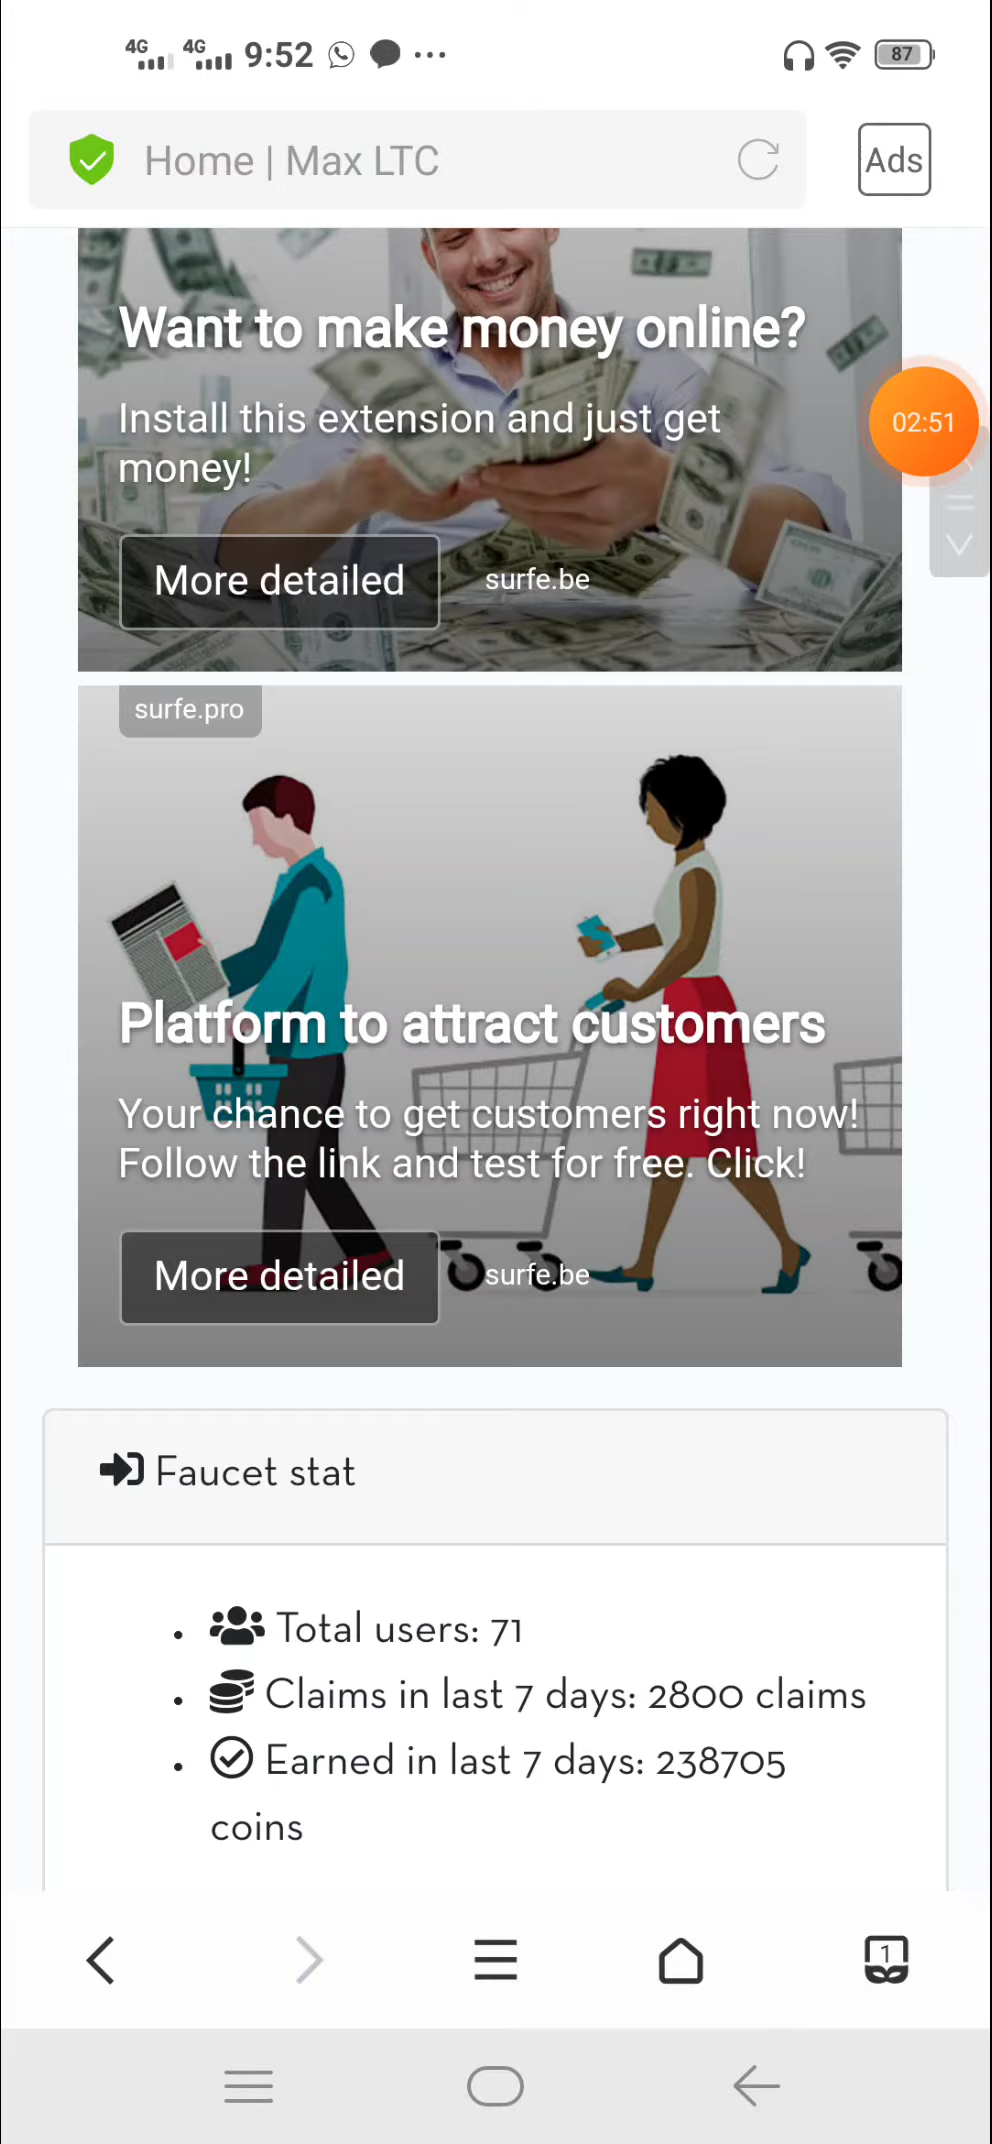 4G 4G 9:52 87
Home | Max LTC
Ads
Want to make money online?
02:51
Install this extension and just get
money!
More detailed
surfe.be
surfe.pro
Platform to attract customers
Your chance to get customers right now!
Follow the link and test for free. Click!
More detailed
surfe.be
Faucet stat
Total users: 71
Claims in last 7 days: 2800 claims
Earned in last 7 days: 238705
coins
1